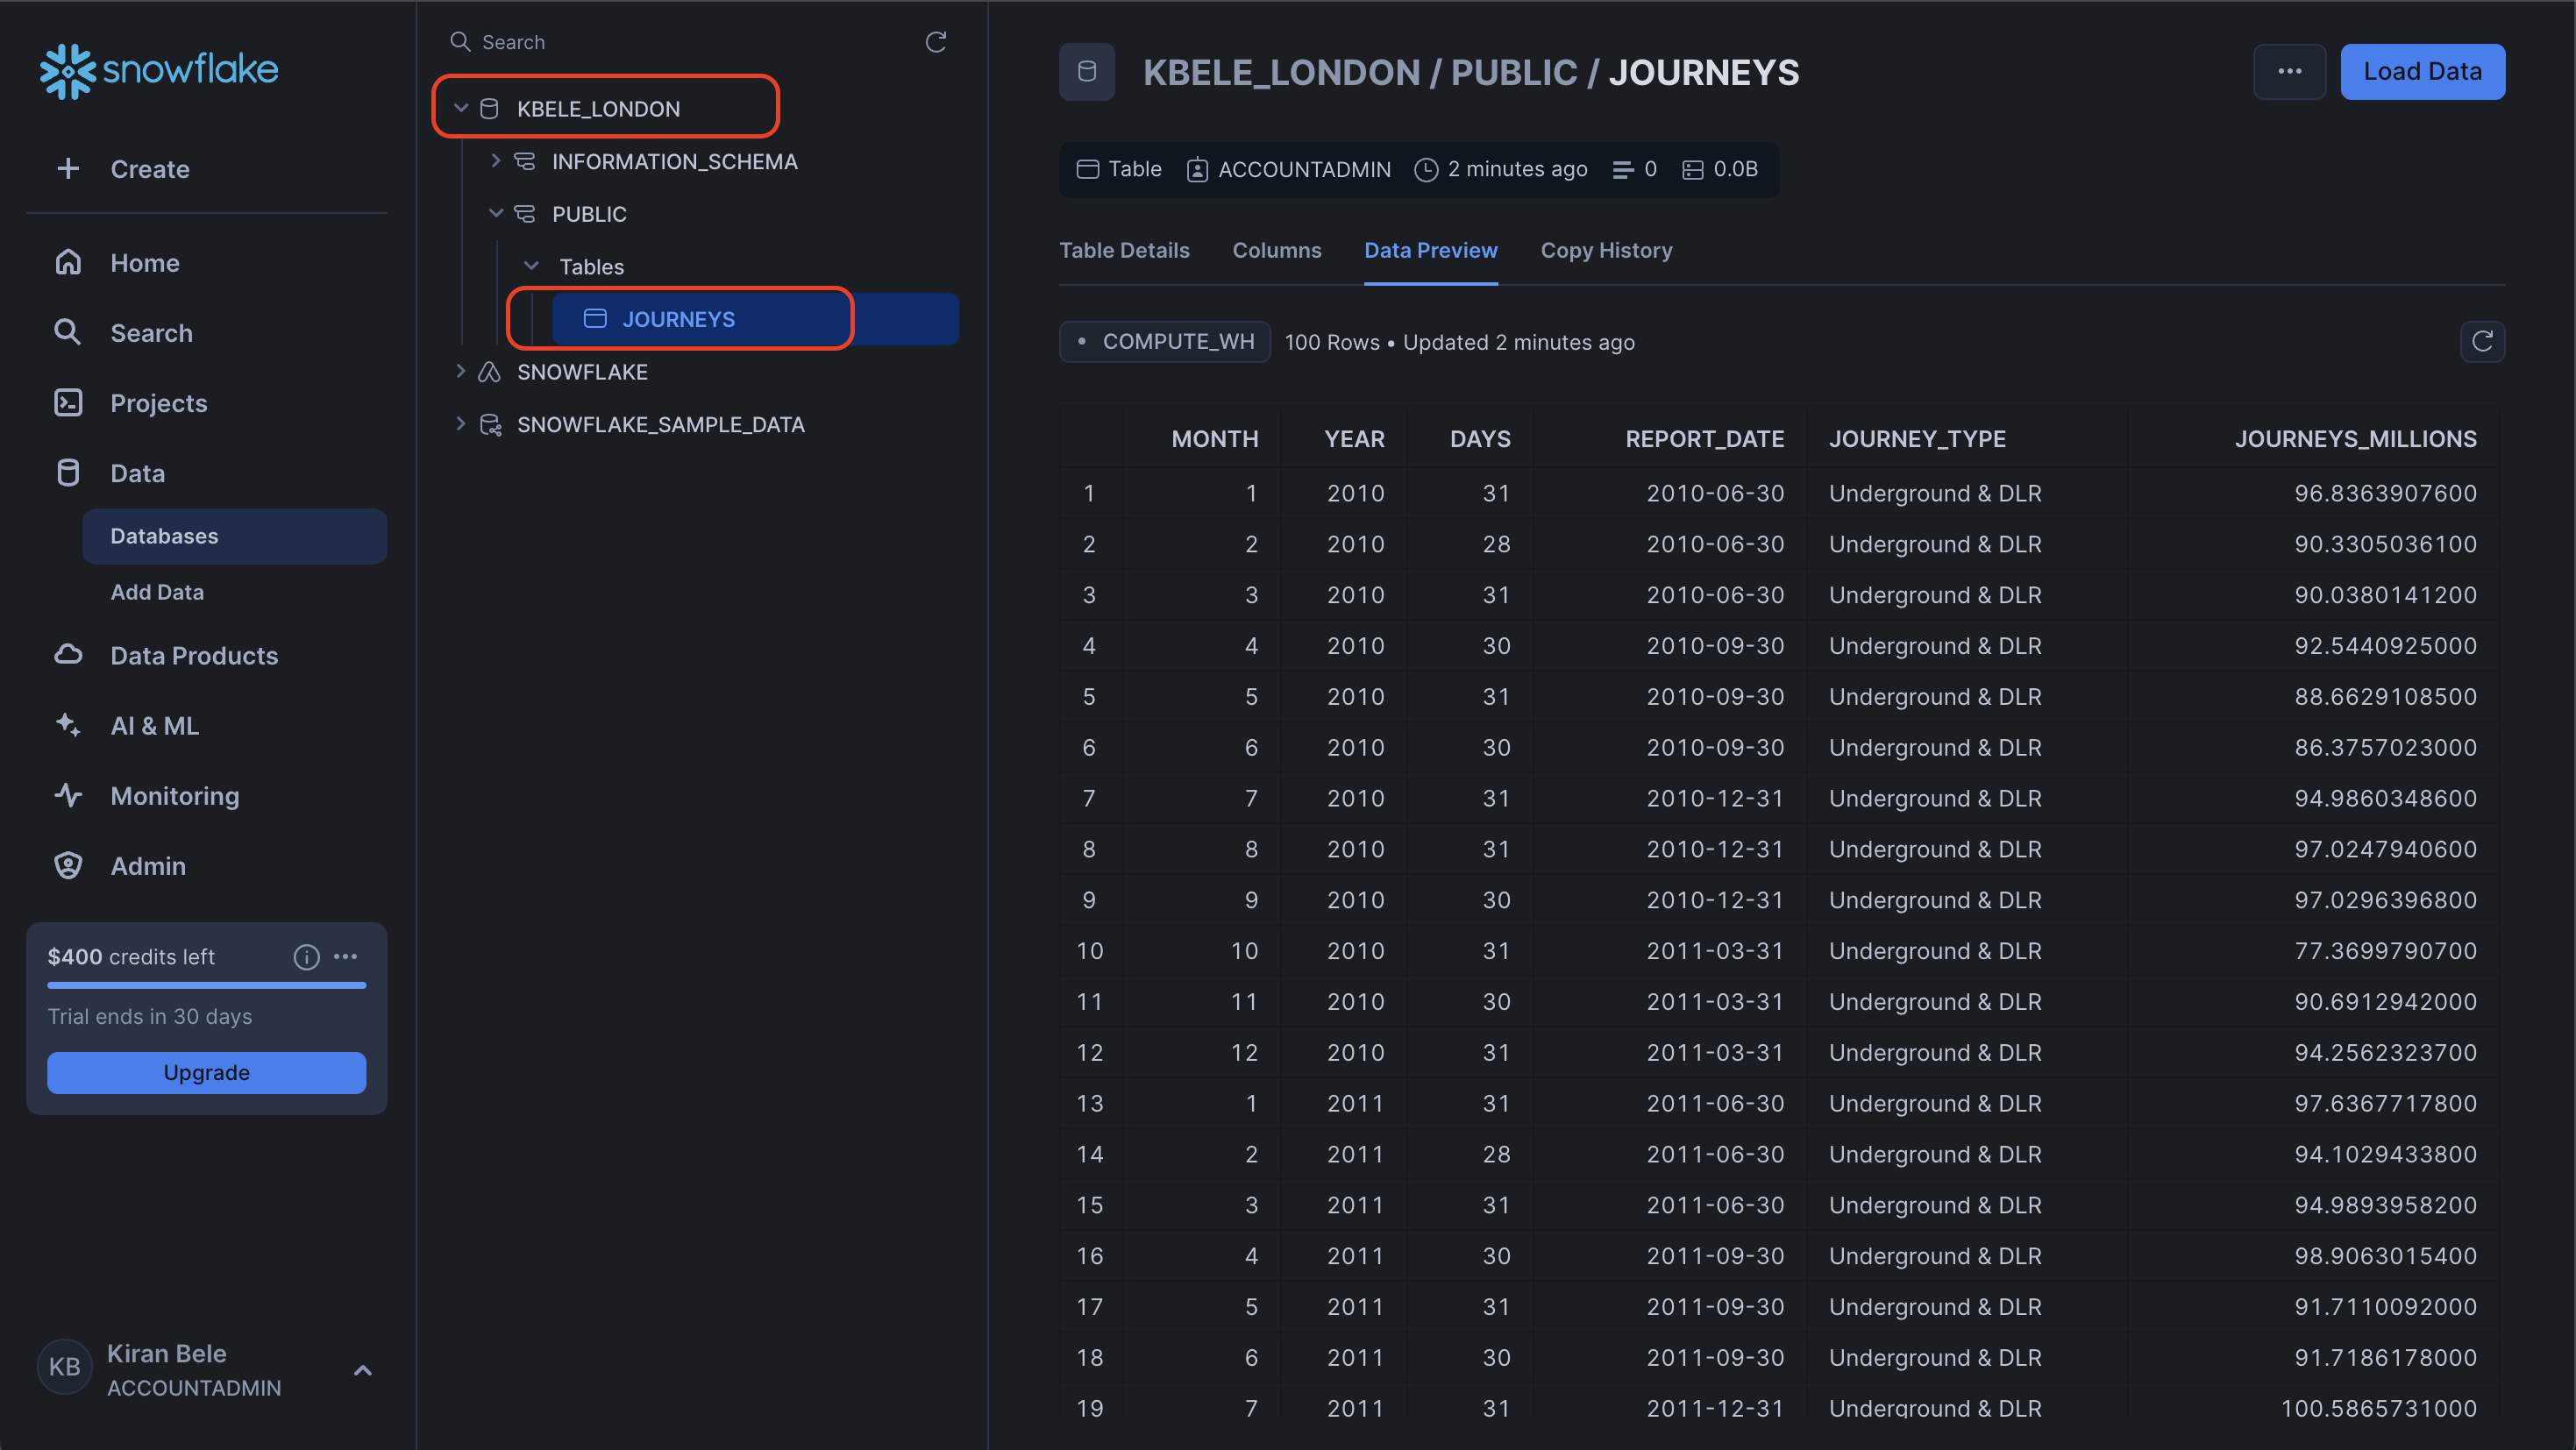 snowflake
Create
Home
Search
Projects
Data
Databases
Add Data
Data Products
AI & ML
Monitoring
Admin
$400 credits left
Trial ends in 30 days
Upgrade
KB
Kiran Bele
ACCOUNTADMIN
Search
KBELE_LONDON
INFORMATION_SCHEMA
PUBLIC
Tables
JOURNEYS
SNOWFLAKE
SNOWFLAKE_SAMPLE_DATA
KBELE_LONDON / PUBLIC / JOURNEYS
... Load Data
Table ACCOUNTADMIN 2 minutes ago 0 0.0B
Table Details Columns Data Preview Copy History
• COMPUTE_WH 100 Rows • Updated 2 minutes ago
MONTH YEAR DAYS REPORT_DATE JOURNEY_TYPE JOURNEYS_MILLIONS
1 1 2010 31 2010-06-30 Underground & DLR 96.8363907600
2 2 2010 28 2010-06-30 Underground & DLR 90.3305036100
3 3 2010 31 2010-06-30 Underground & DLR 90.0380141200
4 4 2010 30 2010-09-30 Underground & DLR 92.5440925000
5 5 2010 31 2010-09-30 Underground & DLR 88.6629108500
6 6 2010 30 2010-09-30 Underground & DLR 86.3757023000
7 7 2010 31 2010-12-31 Underground & DLR 94.9860348600
8 8 2010 31 2010-12-31 Underground & DLR 97.0247940600
9 9 2010 30 2010-12-31 Underground & DLR 97.0296396800
10 10 2010 31 2011-03-31 Underground & DLR 77.3699790700
11 11 2010 30 2011-03-31 Underground & DLR 90.6912942000
12 12 2010 31 2011-03-31 Underground & DLR 94.2562323700
13 1 2011 31 2011-06-30 Underground & DLR 97.6367717800
14 2 2011 28 2011-06-30 Underground & DLR 94.1029433800
15 3 2011 31 2011-06-30 Underground & DLR 94.9893958200
16 4 2011 30 2011-09-30 Underground & DLR 98.9063015400
17 5 2011 31 2011-09-30 Underground & DLR 91.7110092000
18 6 2011 30 2011-09-30 Underground & DLR 91.7186178000
19 7 2011 31 2011-12-31 Underground & DLR 100.5865731000